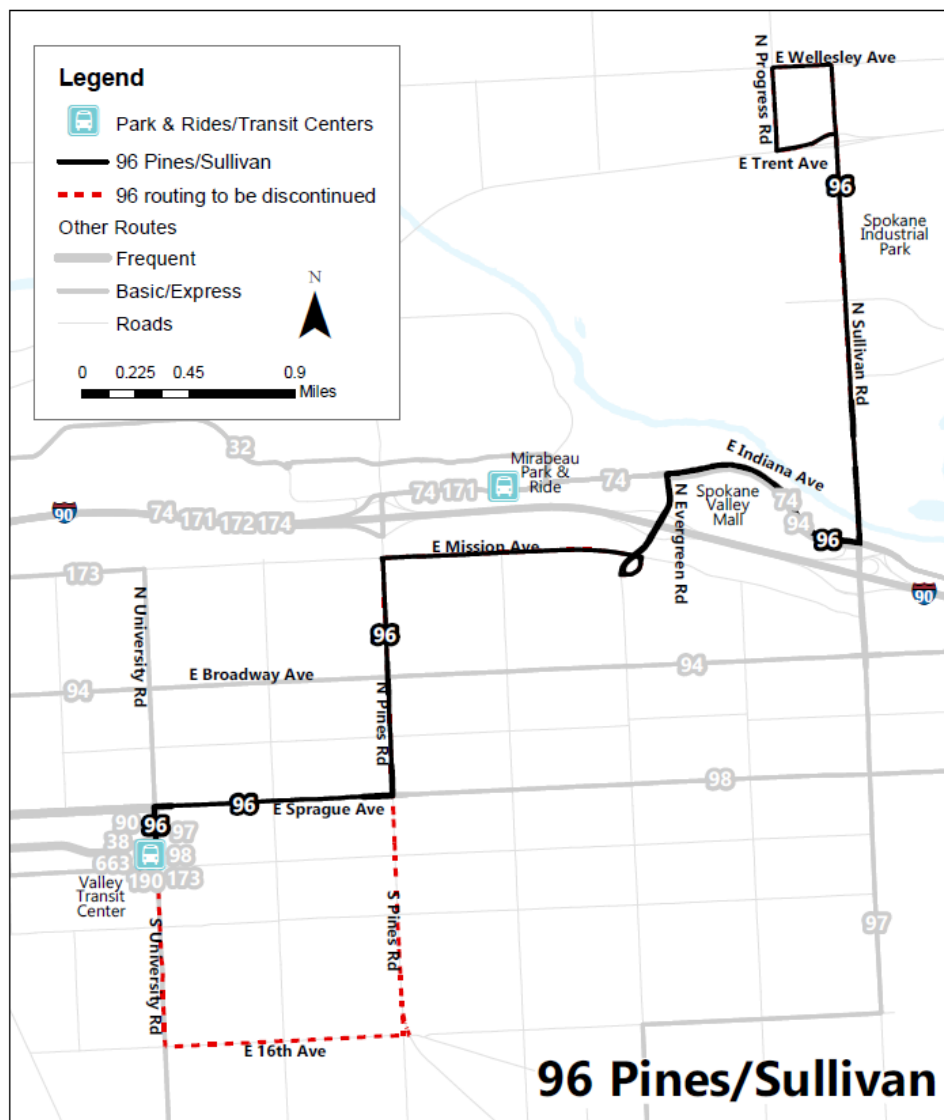 Legend
Park & Rides/Transit Centers
96 Pines/Sullivan
96 routing to be discontinued
Other Routes
Frequent
Basic/Express
Roads
N
0 0.225 0.45 0.9
Miles
N Progress Rd
E Wellesley Ave
E Trent Ave
96
Spokane
Industrial
Park
N Sullivan Rd
32
Mirabeau
Park &
Ride
E Indiana Ave
74
171
74
N Evergreen Rd
Spokane
Valley
Mall
74
94
96
90
74
171
172
174
E Mission Ave
90
173
N University Rd
96
E Broadway Ave
94
94
N Pines Rd
98
96
E Sprague Ave
90
96
97
38
98
663
190
173
Valley
Transit
Center
S University Rd
S Pines Rd
97
E 16th Ave
96 Pines/Sullivan